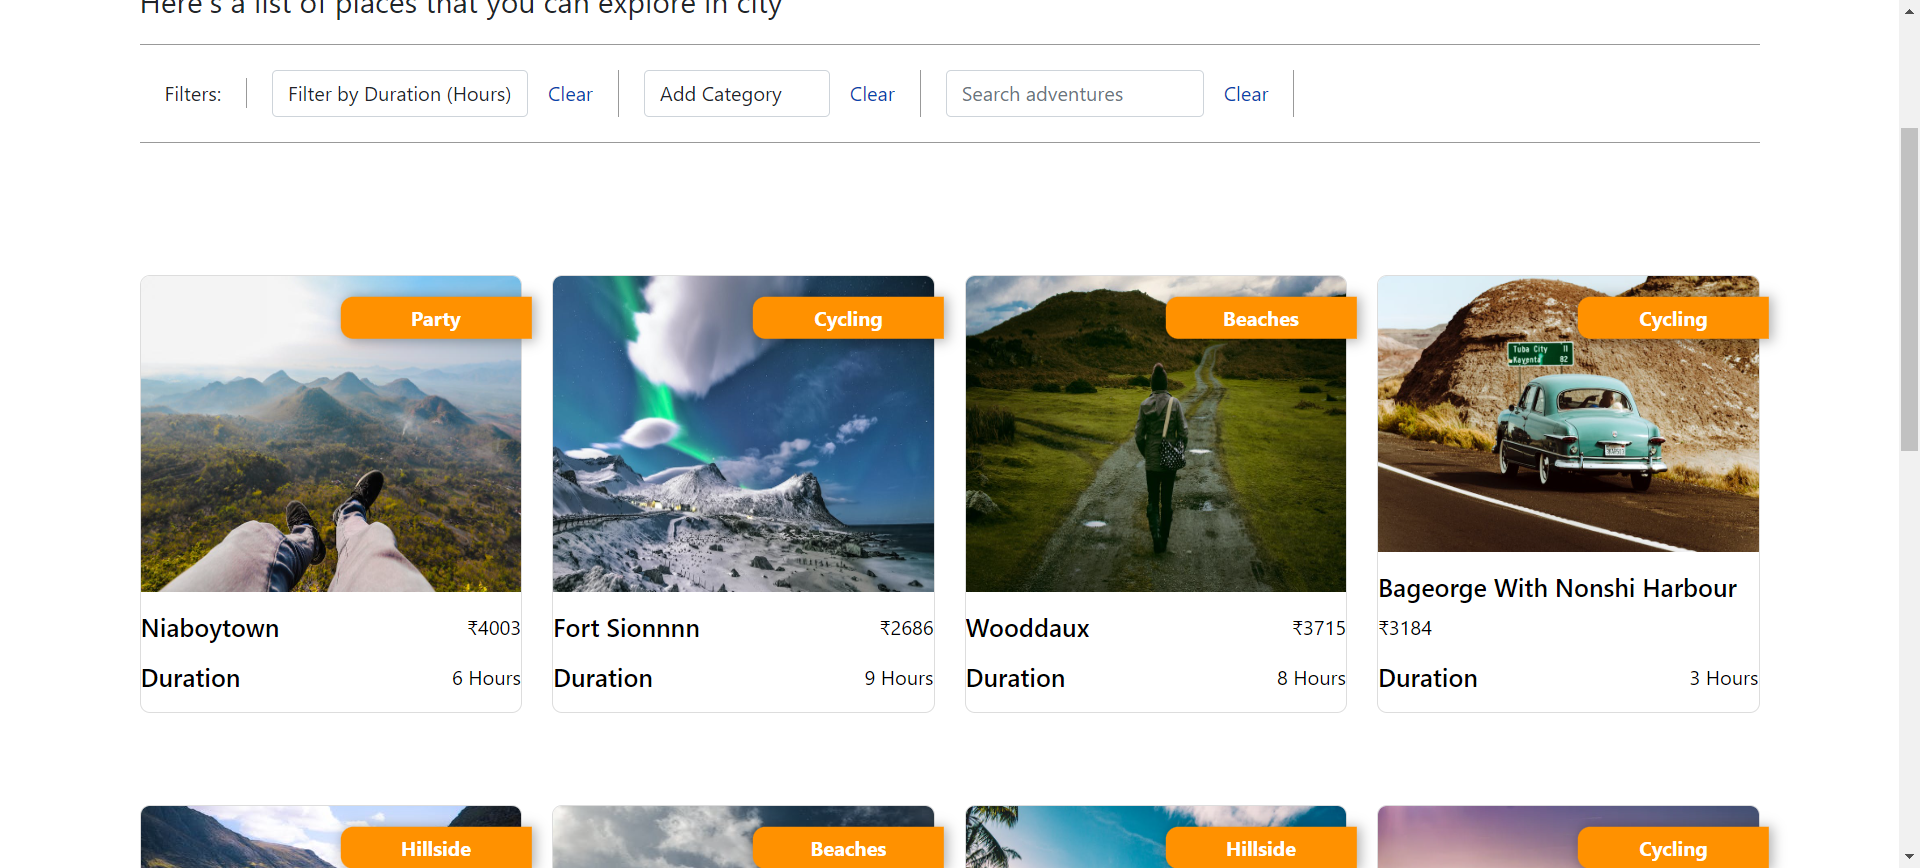 Here's a list of places that you can explore in city
Filters:
Filter by Duration (Hours)
Clear
Add Category
Clear
Search adventures
Clear
Party
Cycling
Beaches
Cycling
Tuba City 11
Kayenta 82
Niaboytown
₹4003
Duration
6 Hours
Fort Sionnnn
₹2686
Duration
9 Hours
Wooddaux
₹3715
Duration
8 Hours
Bageorge With Nonshi Harbour
₹3184
Duration
3 Hours
Hillside
Beaches
Hillside
Cycling